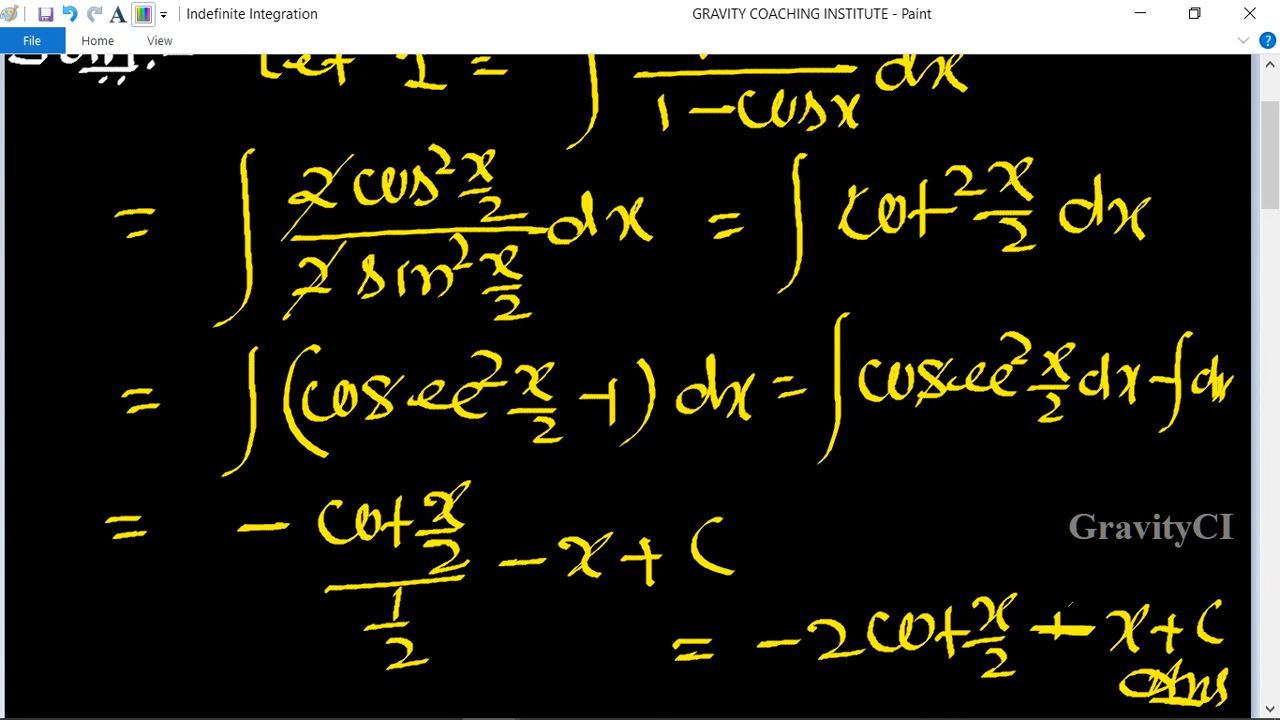 Indefinite Integration
GRAVITY COACHING INSTITUTE - Paint
File Home View
let I = ∫ 1 - cosx dx
= ∫ 2 cos² x/2 / 2 sin² x/2 dx = ∫ cot² x/2 dx
= ∫ (cosec² x/2 - 1) dx = ∫ cosec² x/2 dx - ∫ dx
= - cot x/2 / 1/2 - x + C
GravityCI
= - 2 cot x/2 - x + C
Ans